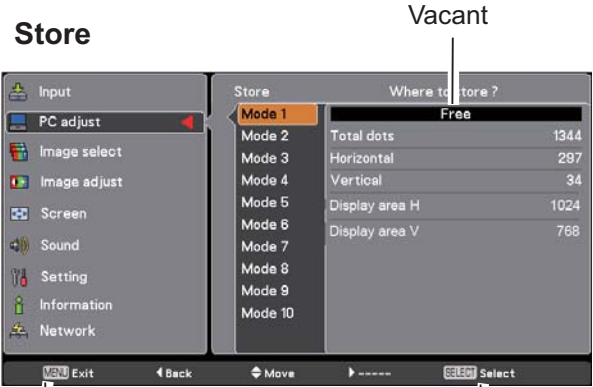 Vacant
Store
Input
PC adjust
Image select
Image adjust
Screen
Sound
Setting
Information
Network
Store
Where to store ?
Mode 1
Mode 2
Mode 3
Mode 4
Mode 5
Mode 6
Mode 7
Mode 8
Mode 9
Mode 10
Free
Total dots 1344
Horizontal 297
Vertical 34
Display area H 1024
Display area V 768
MENU Exit Back Move ----- SELECT Select